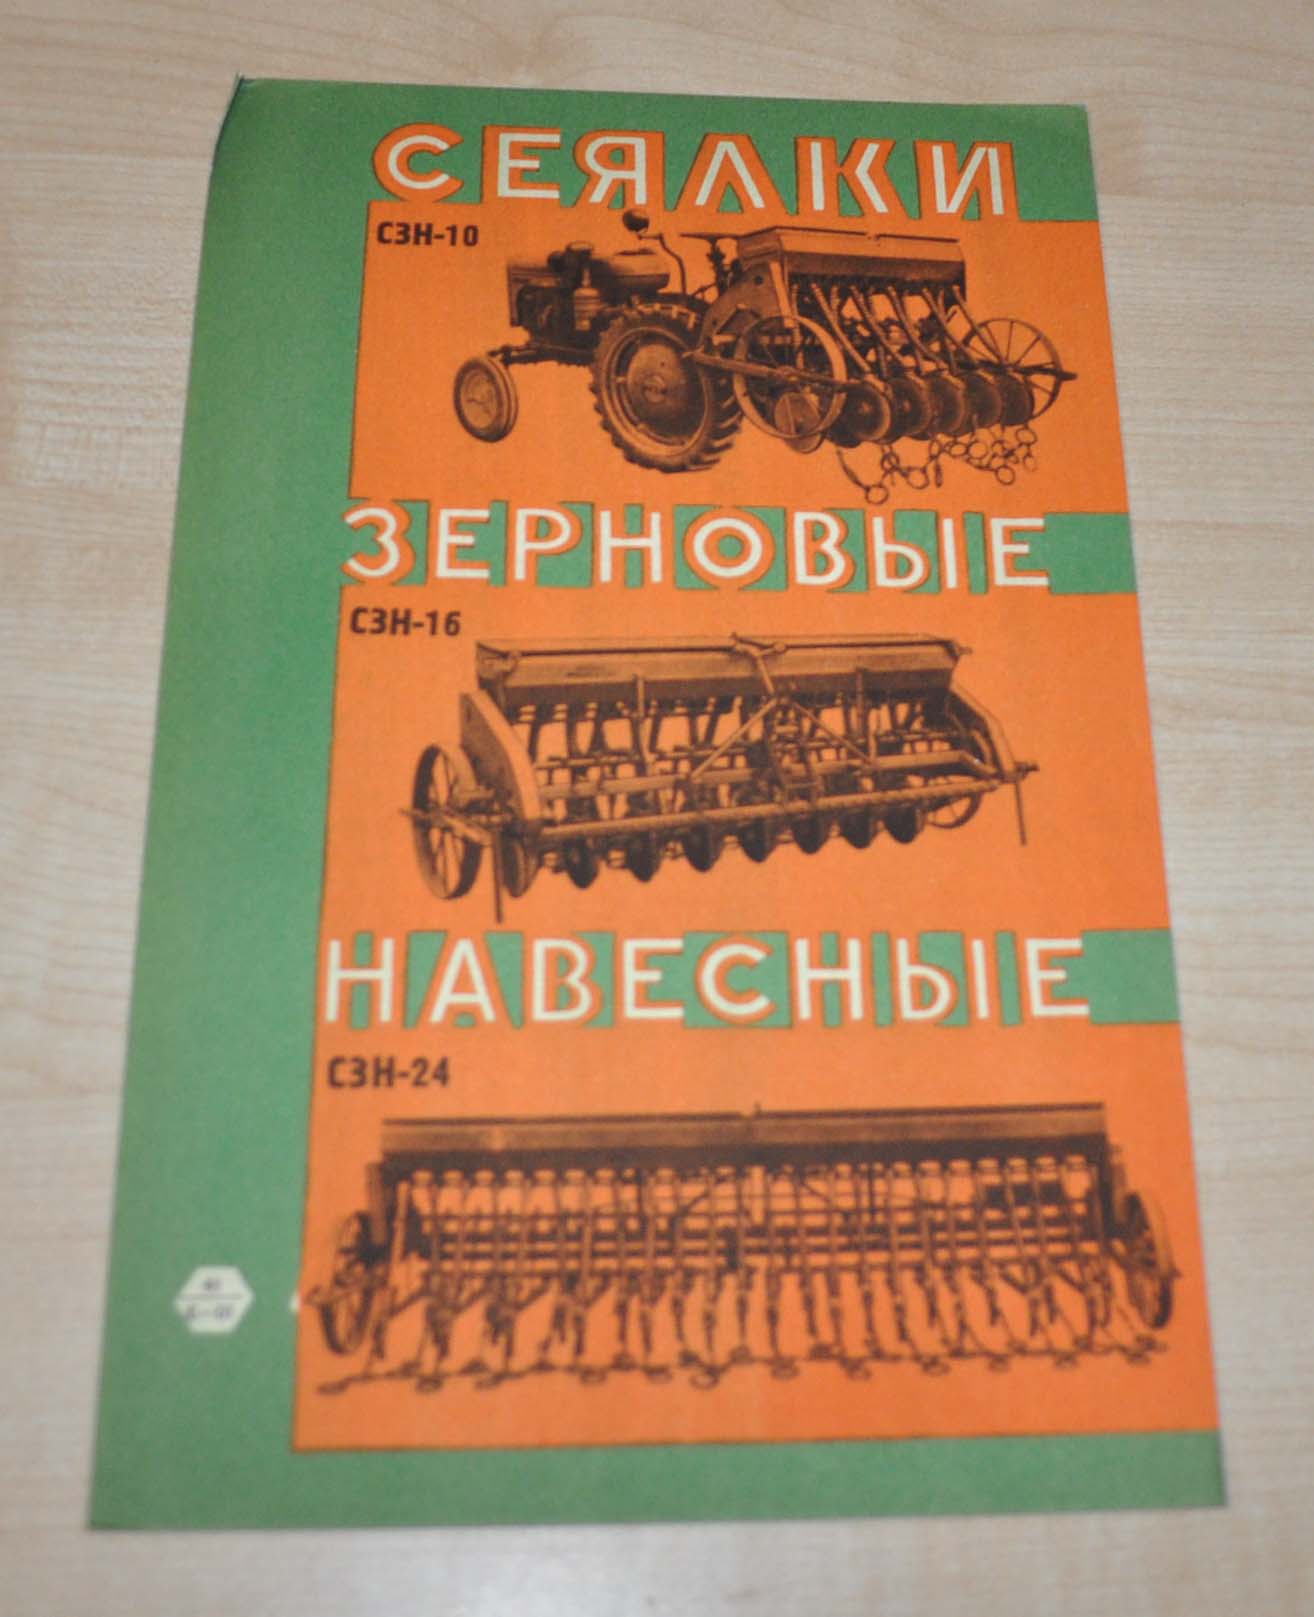 СЕЯЛКИ
СЗН-10
ЗЕРНОВЫЕ
СЗН-16
НАВЕСНЫЕ
СЗН-24